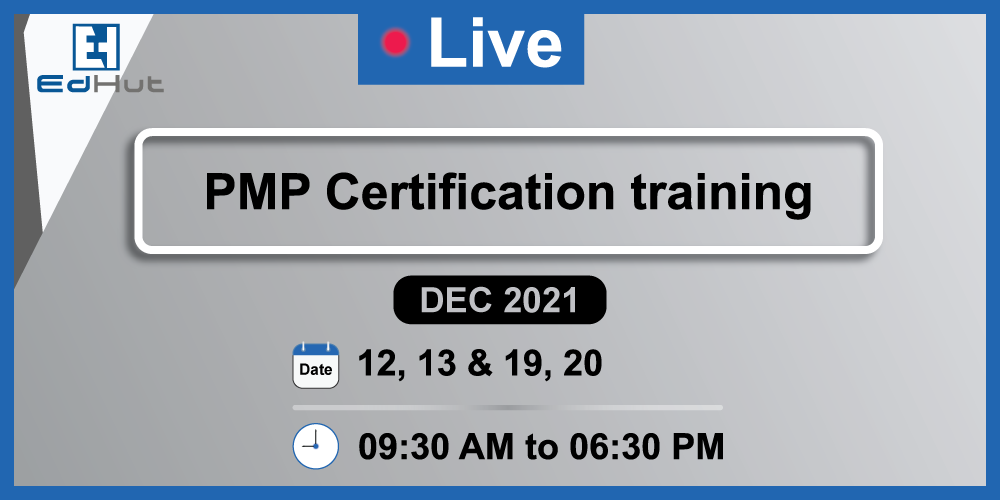 EdHut
Live
PMP Certification training
DEC 2021
Date
12, 13 & 19, 20
09:30 AM to 06:30 PM